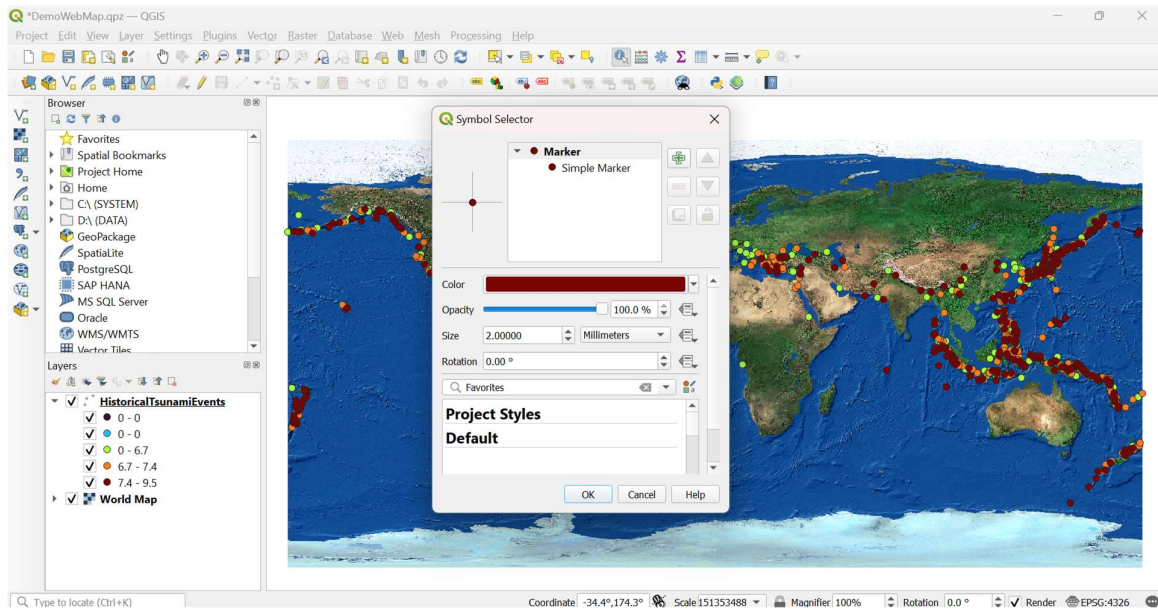 *DemoWebMap.qpz — QGIS
Project Edit View Layer Settings Plugins Vector Raster Database Web Mesh Processing Help
Browser
Favorites
Spatial Bookmarks
Project Home
Home
C:\ (SYSTEM)
D:\ (DATA)
GeoPackage
SpatiaLite
PostgreSQL
SAP HANA
MS SQL Server
Oracle
WMS/WMTS
Vector Tiles
Layers
HistoricalTsunamiEvents
0 - 0
0 - 0
0 - 6.7
6.7 - 7.4
7.4 - 9.5
World Map
Symbol Selector
Marker
Simple Marker
Color
Opacity 100.0 %
Size 2.00000 Millimeters
Rotation 0.00 °
Favorites
Project Styles
Default
OK Cancel Help
Type to locate (Ctrl+K) Coordinate -34.4°,174.3° Scale 151353488 Magnifier 100% Rotation 0.0 ° Render EPSG:4326